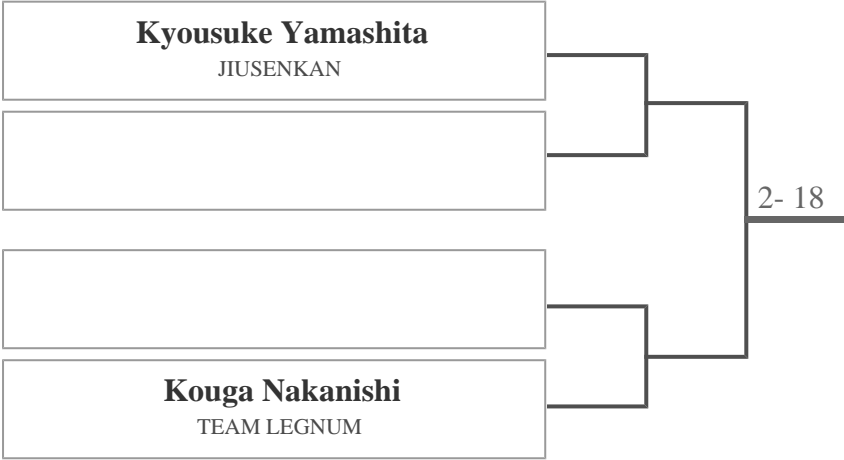 Kyousuke Yamashita
JIUSENKAN
2- 18
Kouga Nakanishi
TEAM LEGNUM